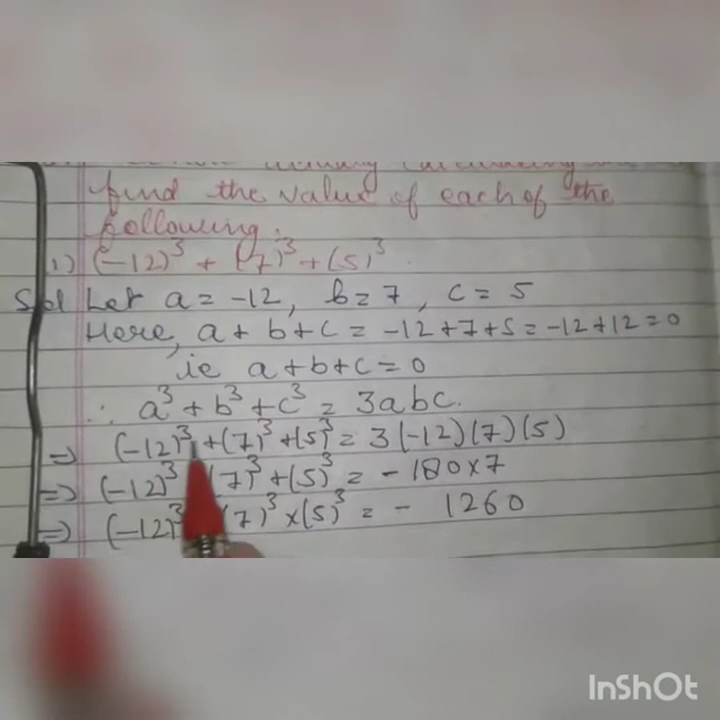 find the value of each of the
following:
1) (-12)³ + (7)³ + (5)³
Sol Let a = -12, b = 7, c = 5
Here, a + b + c = -12 + 7 + 5 = -12 + 12 = 0
ie a + b + c = 0
∴ a³ + b³ + c³ = 3abc.
=> (-12)³ + (7)³ + (5)³ = 3(-12)(7)(5)
=> (-12)³ (7)³ + (5)³ = - 180 x 7
=> (-12)³ (7)³ x (5)³ = - 1260
InShOt